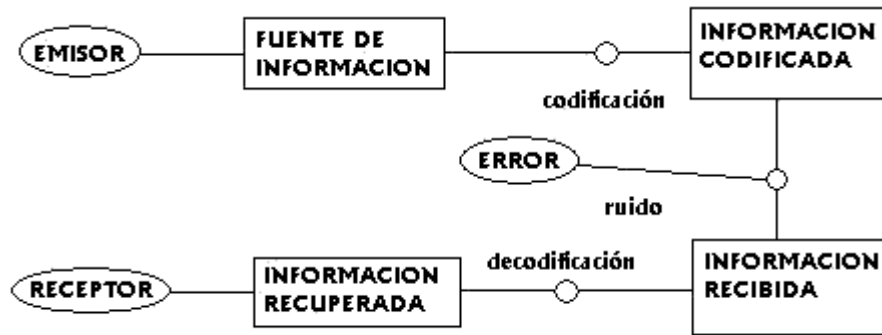 EMISOR
FUENTE DE
INFORMACION
INFORMACION
CODIFICADA
codificación
ERROR
ruido
RECEPTOR
INFORMACION
RECUPERADA
decodificación
INFORMACION
RECIBIDA